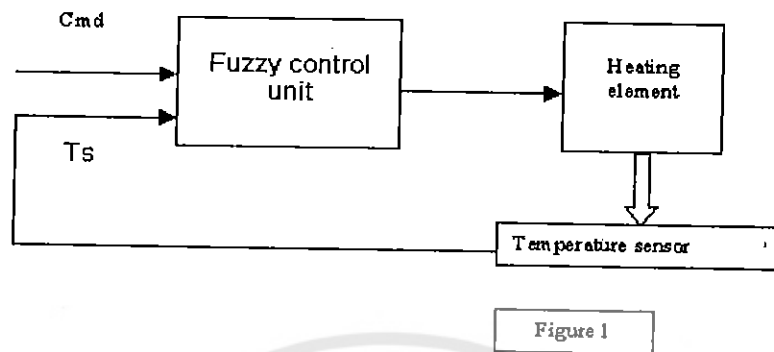 Cmd
Fuzzy control
unit
Heating
element
Ts
Temperature sensor
Figure 1